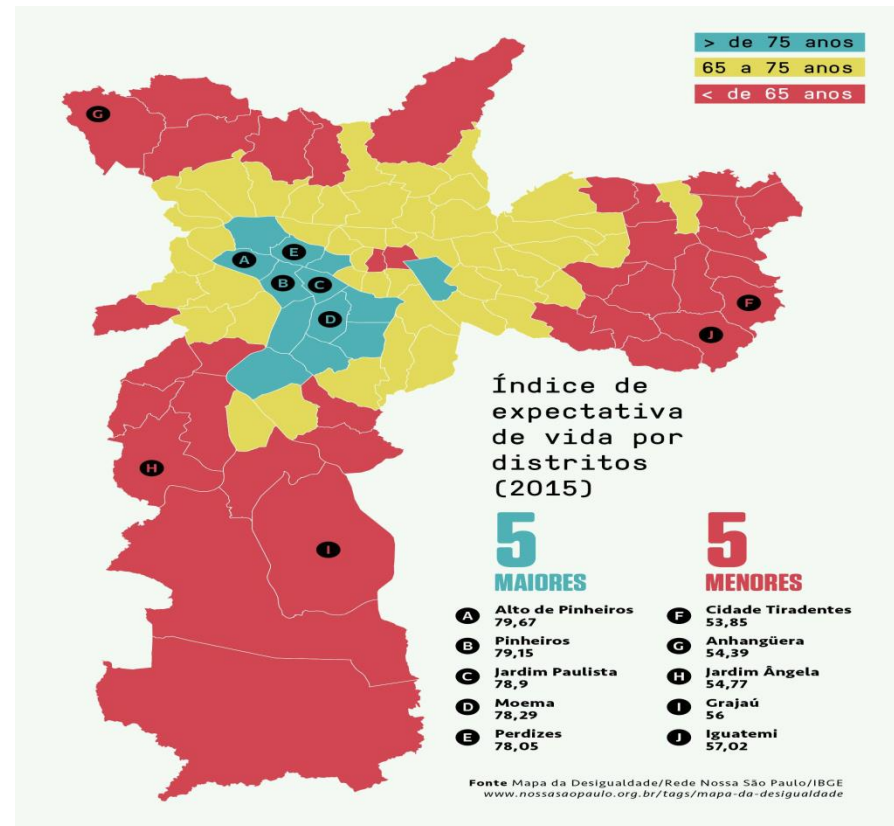 > de 75 anos
65 a 75 anos
< de 65 anos
G
A
E
B
C
D
F
J
H
I
Índice de
expectativa
de vida por
distritos
(2015)
5
MAIORES
A Alto de Pinheiros
79,67
B Pinheiros
79,15
C Jardim Paulista
78,9
D Moema
78,29
E Perdizes
78,05
5
MENORES
F Cidade Tiradentes
53,85
G Anhangüera
54,39
H Jardim Ângela
54,77
I Grajaú
56
J Iguatemi
57,02
Fonte Mapa da Desigualdade/Rede Nossa São Paulo/IBGE
www.nossasaopaulo.org.br/tags/mapa-da-desigualdade